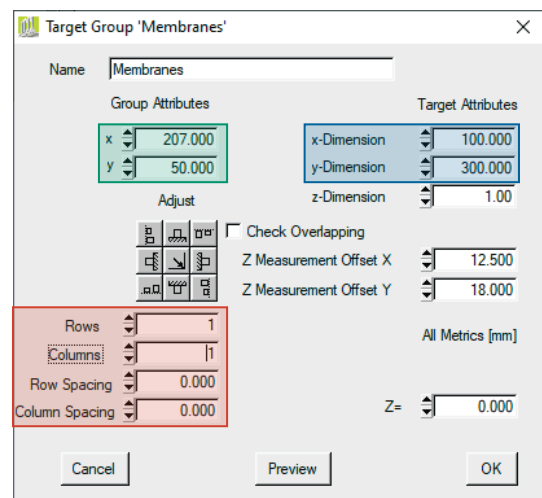 Target Group 'Membranes'
Name Membranes
Group Attributes Target Attributes
x 207.000 x-Dimension 100.000
y 50.000 y-Dimension 300.000
Adjust z-Dimension 1.00
Check Overlapping
Z Measurement Offset X 12.500
Z Measurement Offset Y 18.000
Rows 1 All Metrics [mm]
Columns 1
Row Spacing 0.000
Column Spacing 0.000 Z= 0.000
Cancel Preview OK